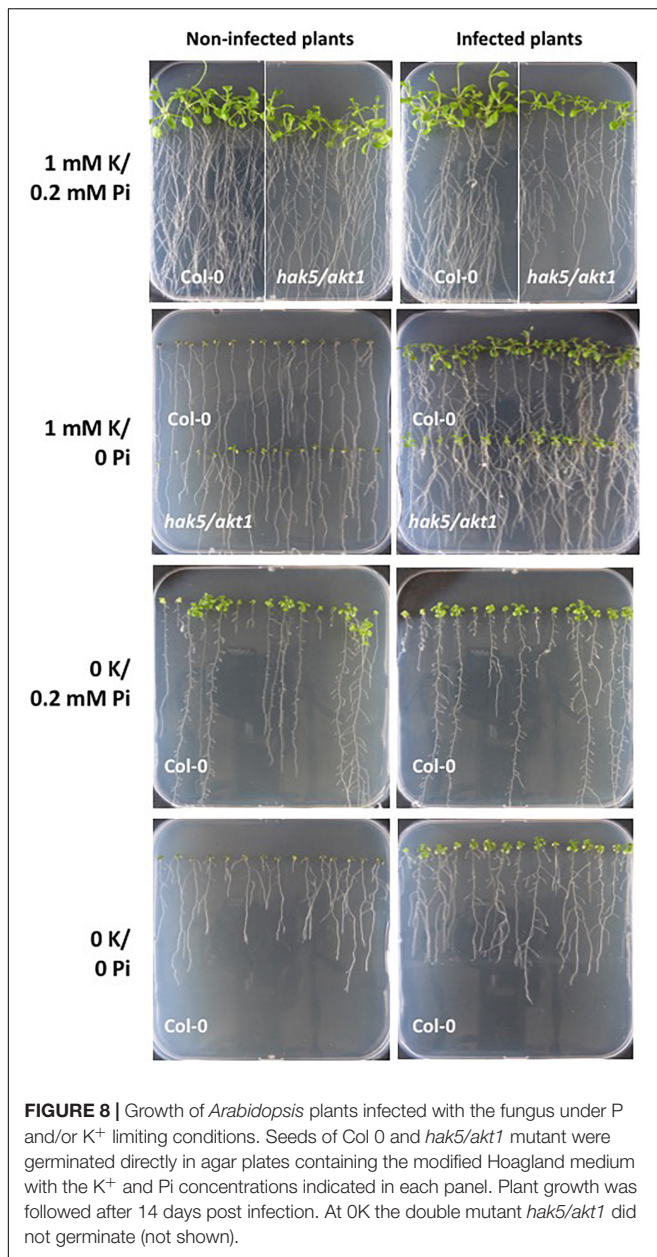 Non-infected plants
Infected plants
1 mM K/
0.2 mM Pi
Col-0
hak5/akt1
Col-0
hak5/akt1
1 mM K/
0 Pi
Col-0
hak5/akt1
Col-0
hak5/akt1
0 K/
0.2 mM Pi
Col-0
Col-0
0 K/
0 Pi
Col-0
Col-0
FIGURE 8 | Growth of Arabidopsis plants infected with the fungus under P
and/or K+ limiting conditions. Seeds of Col 0 and hak5/akt1 mutant were
germinated directly in agar plates containing the modified Hoagland medium
with the K+ and Pi concentrations indicated in each panel. Plant growth was
followed after 14 days post infection. At 0K the double mutant hak5/akt1 did
not germinate (not shown).